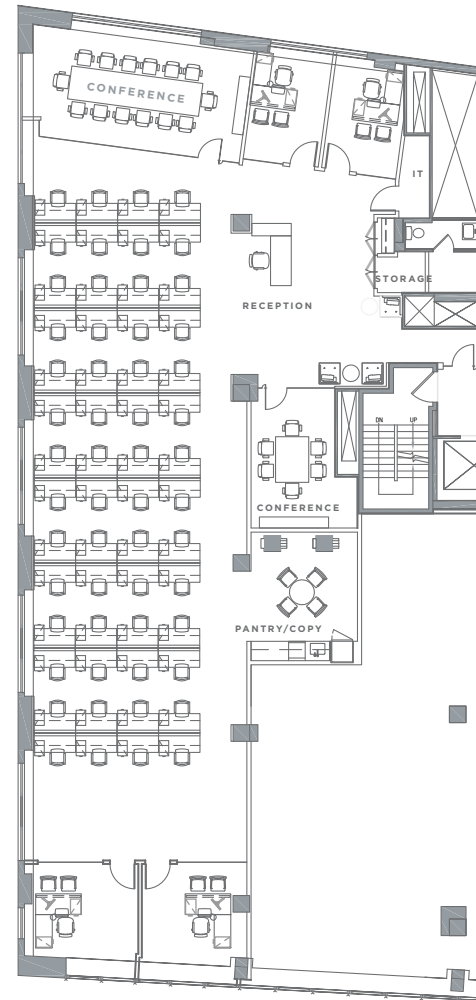 CONFERENCE
IT
STORAGE
RECEPTION
DN UP
CONFERENCE
PANTRY/COPY